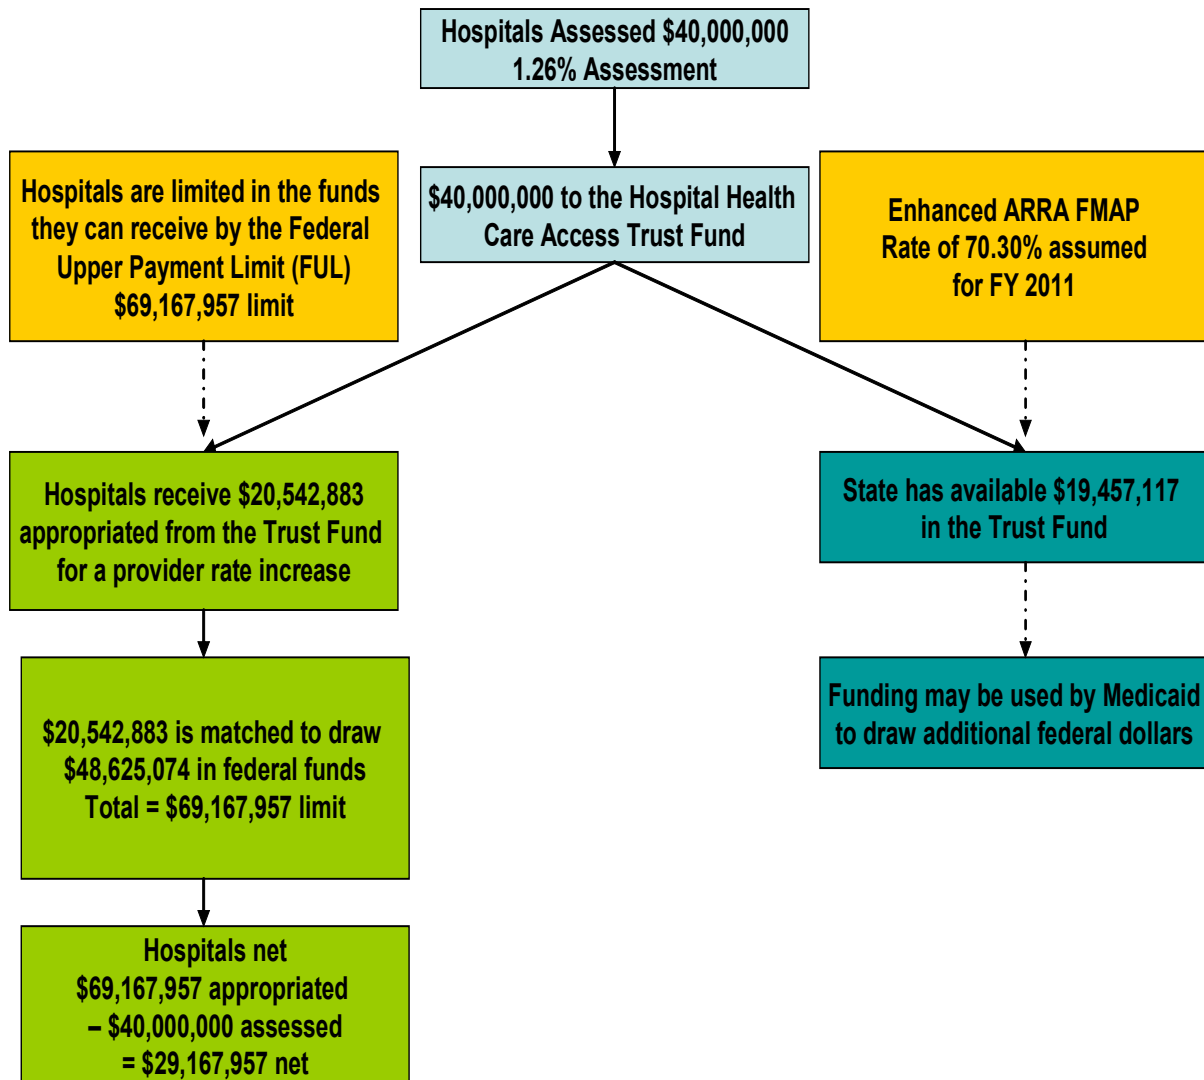 Hospitals Assessed $40,000,000
1.26% Assessment
Hospitals are limited in the funds
they can receive by the Federal
Upper Payment Limit (FUL)
$69,167,957 limit
$40,000,000 to the Hospital Health
Care Access Trust Fund
Enhanced ARRA FMAP
Rate of 70.30% assumed
for FY 2011
Hospitals receive $20,542,883
appropriated from the Trust Fund
for a provider rate increase
State has available $19,457,117
in the Trust Fund
$20,542,883 is matched to draw
$48,625,074 in federal funds
Total = $69,167,957 limit
Funding may be used by Medicaid
to draw additional federal dollars
Hospitals net
$69,167,957 appropriated
– $40,000,000 assessed
= $29,167,957 net